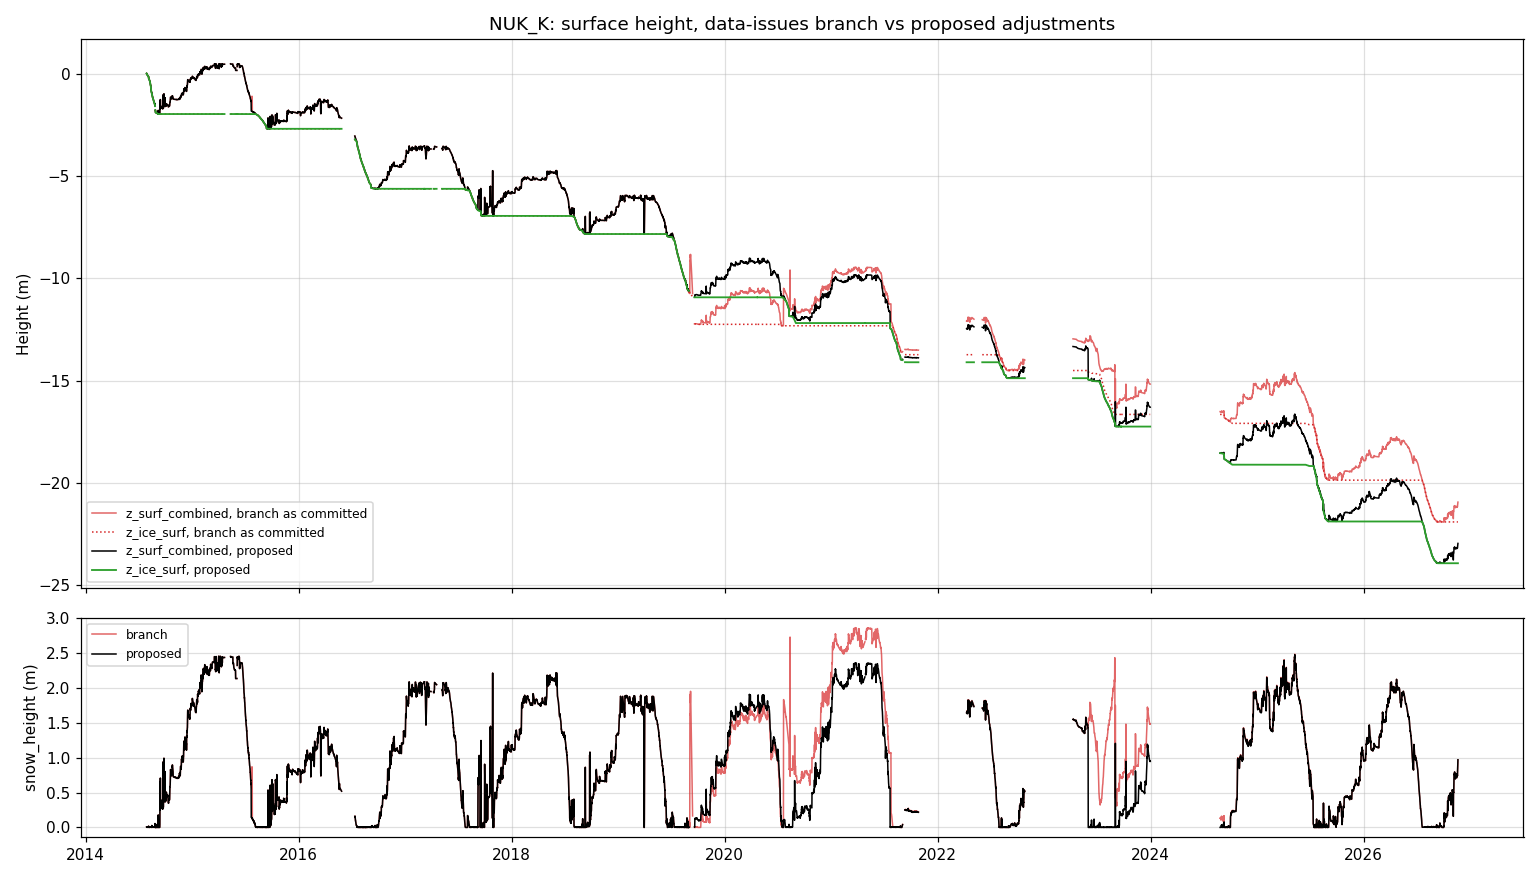 NUK_K: surface height, data-issues branch vs proposed adjustments
Height (m)
0
−5
−10
−15
−20
−25
z_surf_combined, branch as committed
z_ice_surf, branch as committed
z_surf_combined, proposed
z_ice_surf, proposed
snow_height (m)
3.0
2.5
2.0
1.5
1.0
0.5
0.0
branch
proposed
2014 2016 2018 2020 2022 2024 2026